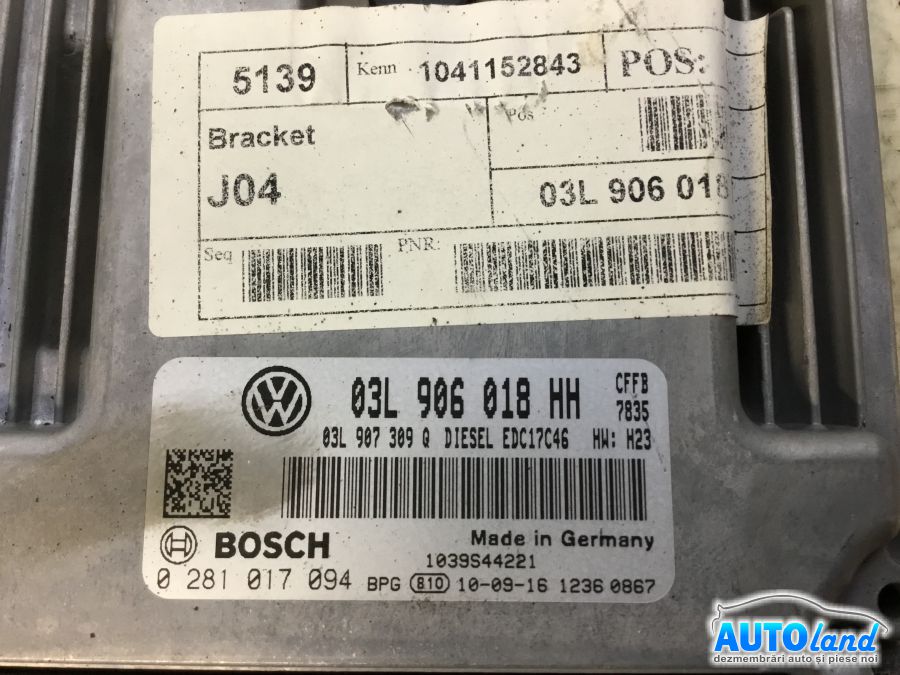 5139
Kenn
1041152843
POS:
Bracket
Pos
J04
03L 906 018
Seq
PNR:
VW
03L 906 018 HH
CFFB
7835
03L 907 309 Q DIESEL EDC17C46 HW: H23
BOSCH
Made in Germany
1039S44221
0 281 017 094 BPG 810 10-09-16 1236 0867
AUTOland
dezmembrări auto și piese noi